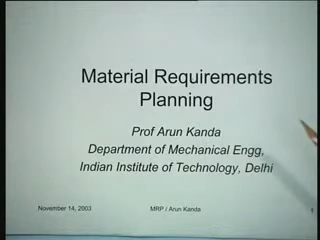 Material Requirements
Planning
Prof Arun Kanda
Department of Mechanical Engg,
Indian Institute of Technology, Delhi
November 14, 2003
MRP / Arun Kanda
1